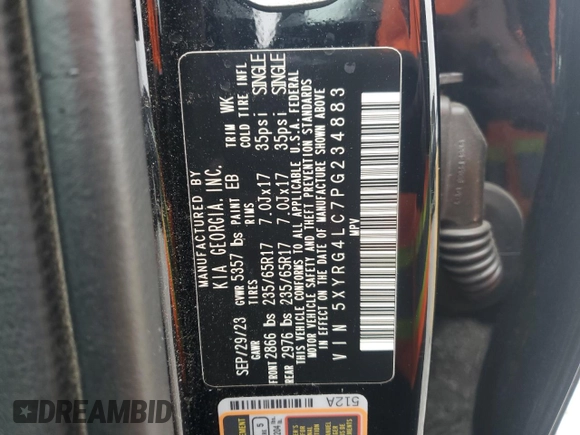 MANUFACTURED BY
KIA GEORGIA, INC.
SEP/29/23 GVWR 5357 lbs PAINT EB TRIM WK
GAWR TIRES RIMS COLD TIRE INFL
FRONT 2866 lbs 235/65R17 7.0Jx17 35psi SINGLE
REAR 2976 lbs 235/65R17 7.0Jx17 35psi SINGLE
THIS VEHICLE CONFORMS TO ALL APPLICABLE U.S.A. FEDERAL
MOTOR VEHICLE SAFETY AND THEFT PREVENTION STANDARDS
IN EFFECT ON THE DATE OF MANUFACTURE SHOWN ABOVE
VIN 5XYRG4LC7PG234883
MPV
512A
RIDRIVEBID